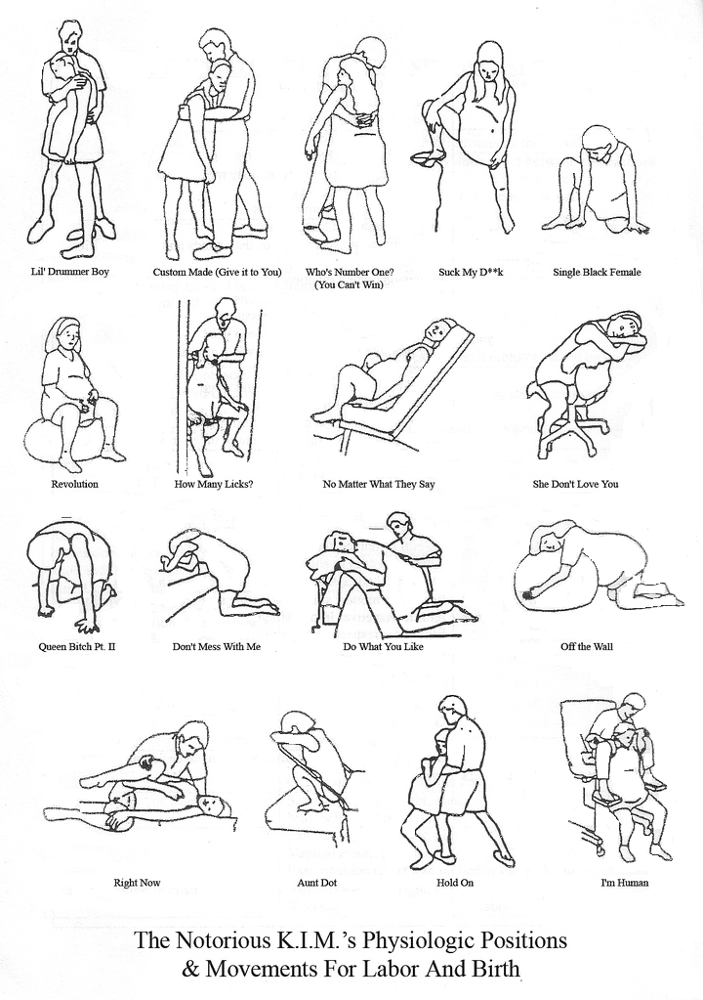 Lil' Drummer Boy
Custom Made (Give it to You)
Who's Number One?
(You Can't Win)
Suck My D**k
Single Black Female
Revolution
How Many Licks?
No Matter What They Say
She Don't Love You
Queen Bitch Pt. II
Don't Mess With Me
Do What You Like
Off the Wall
Right Now
Aunt Dot
Hold On
I'm Human
The Notorious K.I.M.'s Physiologic Positions
& Movements For Labor And Birth